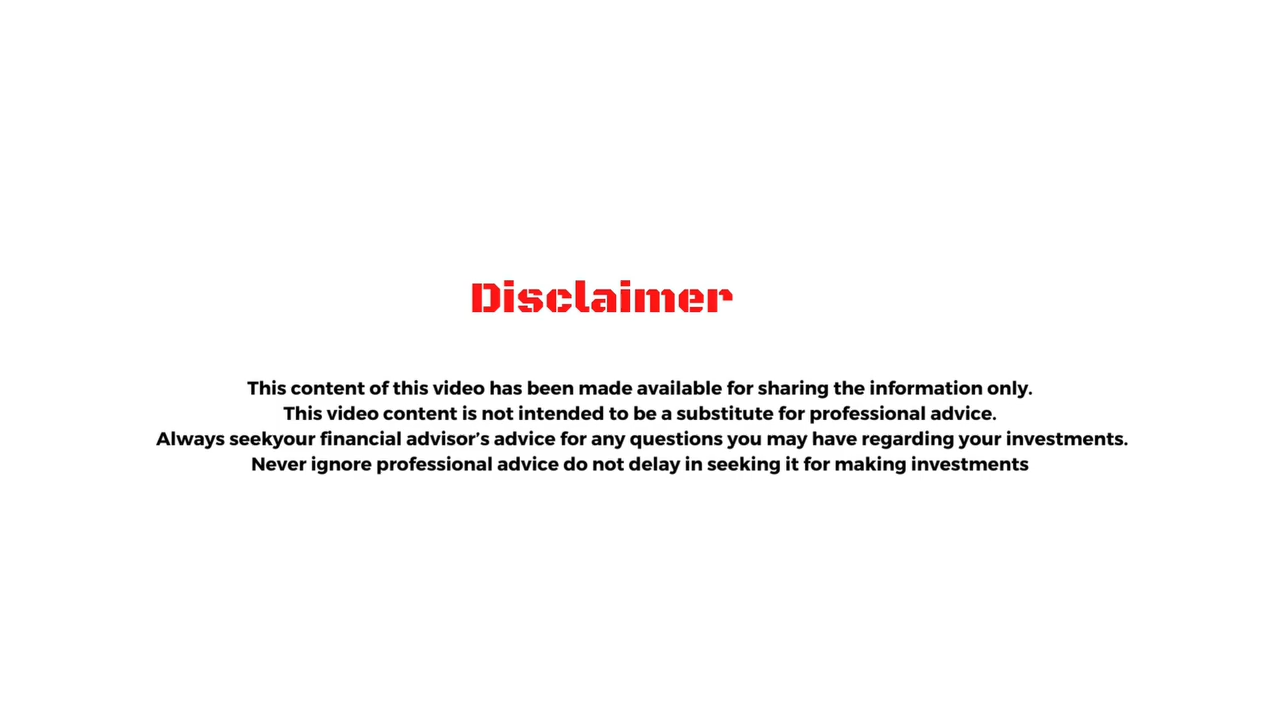 Disclaimer
This content of this video has been made available for sharing the information only.
This video content is not intended to be a substitute for professional advice.
Always seekyour financial advisor’s advice for any questions you may have regarding your investments.
Never ignore professional advice do not delay in seeking it for making investments